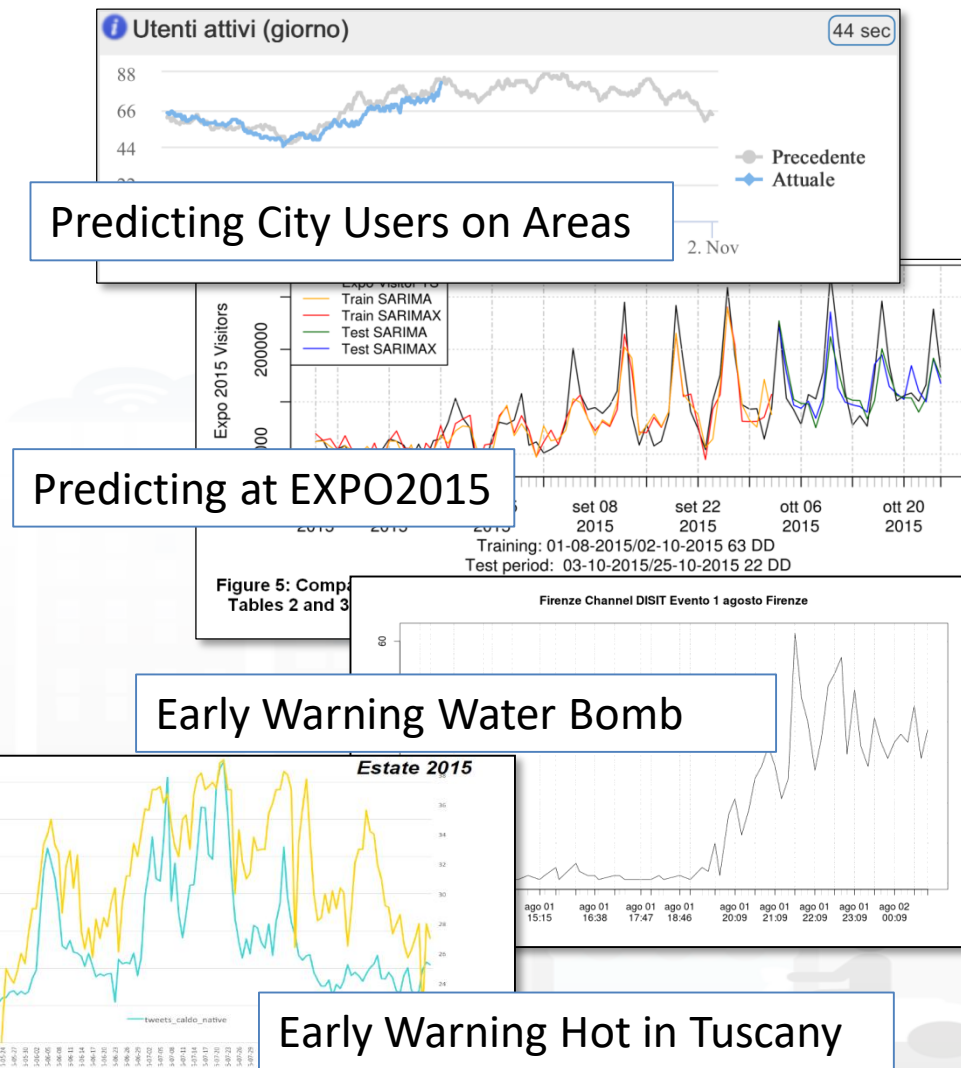 Utenti attivi (giorno)
44 sec
88
66
44
Precedente
Attuale
2. Nov
Predicting City Users on Areas
Train SARIMA
Train SARIMAX
Test SARIMA
Test SARIMAX
Expo 2015 Visitors
200000
Predicting at EXPO2015
set 08
2015
set 22
2015
ott 06
2015
ott 20
2015
Training: 01-08-2015/02-10-2015 63 DD
Test period: 03-10-2015/25-10-2015 22 DD
Figure 5: Compa
Tables 2 and 3
Firenze Channel DISIT Evento 1 agosto Firenze
60
Early Warning Water Bomb
ago 01
15:15
ago 01
16:38
ago 01
17:47
ago 01
18:46
ago 01
20:09
ago 01
21:09
ago 01
22:09
ago 01
23:09
ago 02
00:09
Estate 2015
36
34
32
30
28
26
24
tweets_caldo_native
Early Warning Hot in Tuscany